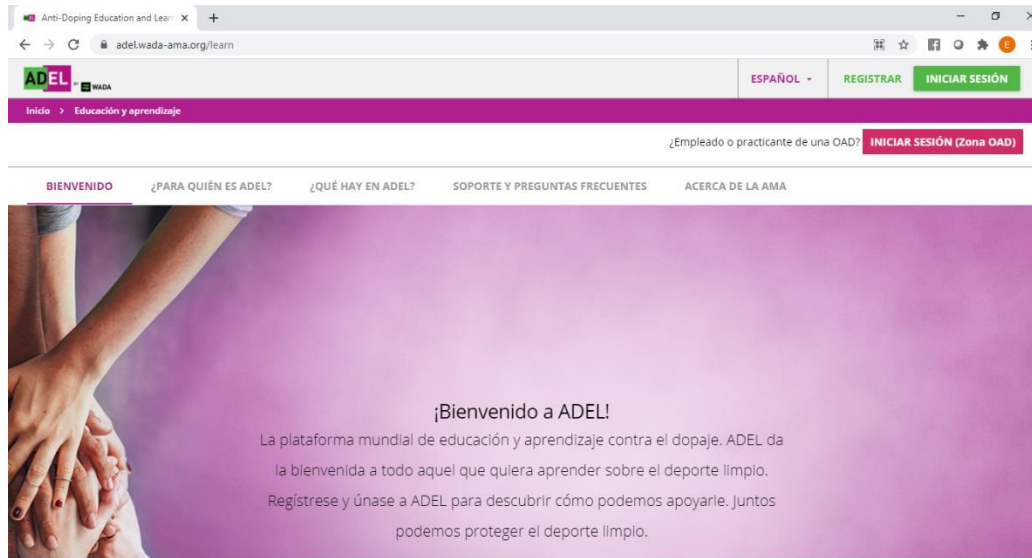 Anti-Doping Education and Lear
adel.wada-ama.org/learn
ADEL BY WADA
ESPAÑOL
REGISTRAR
INICIAR SESIÓN
Inicio > Educación y aprendizaje
¿Empleado o practicante de una OAD? INICIAR SESIÓN (Zona OAD)
BIENVENIDO
¿PARA QUIÉN ES ADEL?
¿QUÉ HAY EN ADEL?
SOPORTE Y PREGUNTAS FRECUENTES
ACERCA DE LA AMA
¡Bienvenido a ADEL!
La plataforma mundial de educación y aprendizaje contra el dopaje. ADEL da
la bienvenida a todo aquel que quiera aprender sobre el deporte limpio.
Regístrese y únase a ADEL para descubrir cómo podemos apoyarle. Juntos
podemos proteger el deporte limpio.